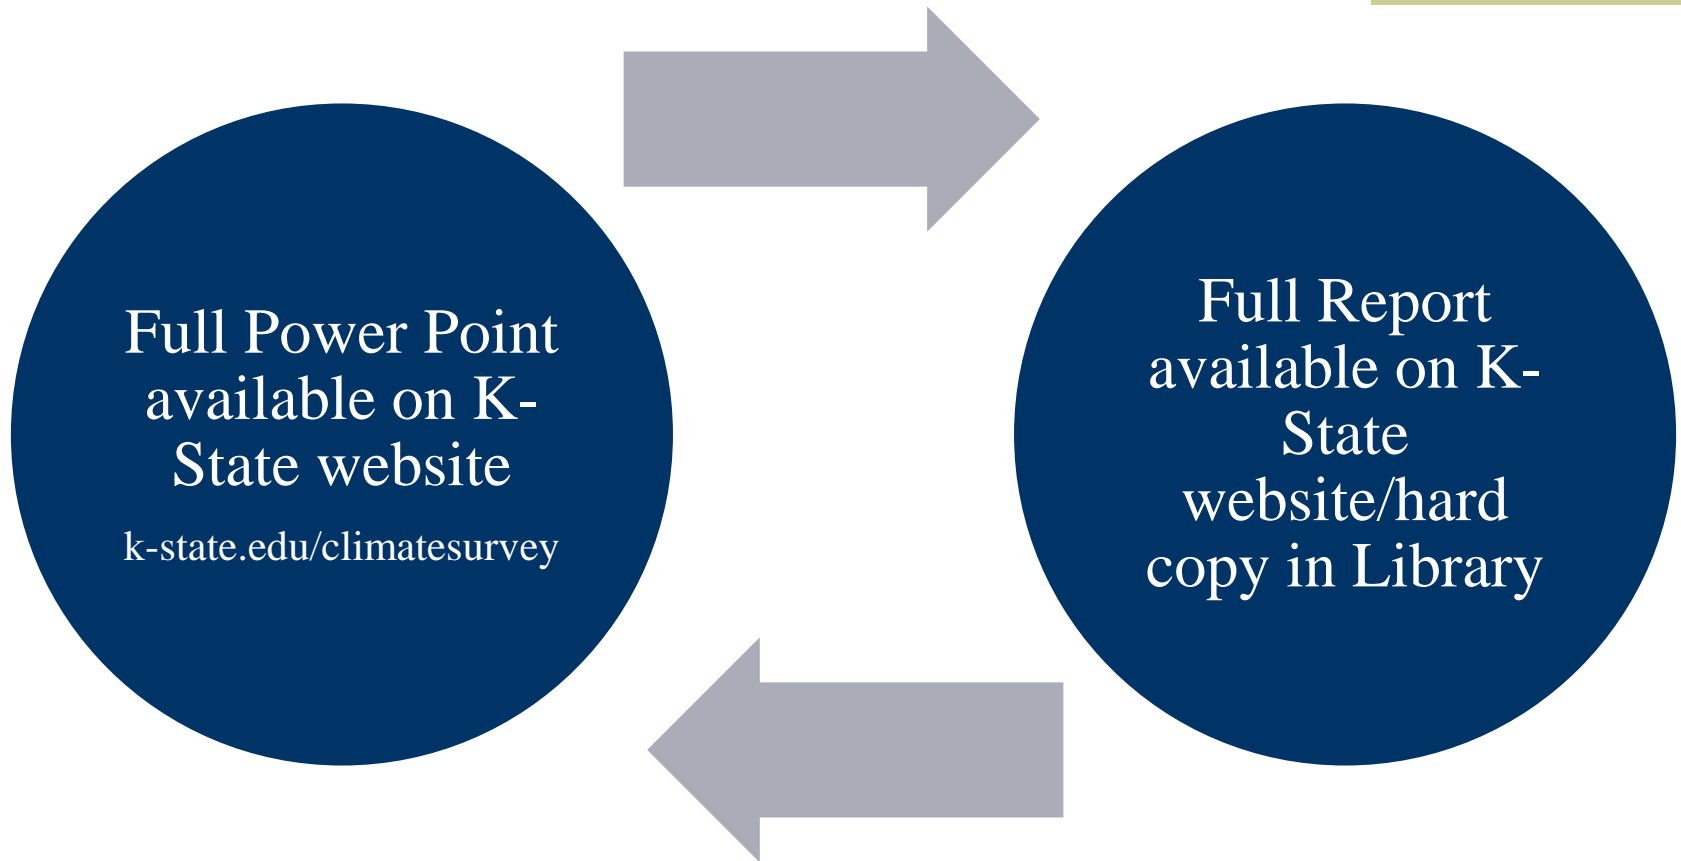 Full Power Point
available on K-
State website
k-state.edu/climatesurvey
Full Report
available on K-
State
website/hard
copy in Library